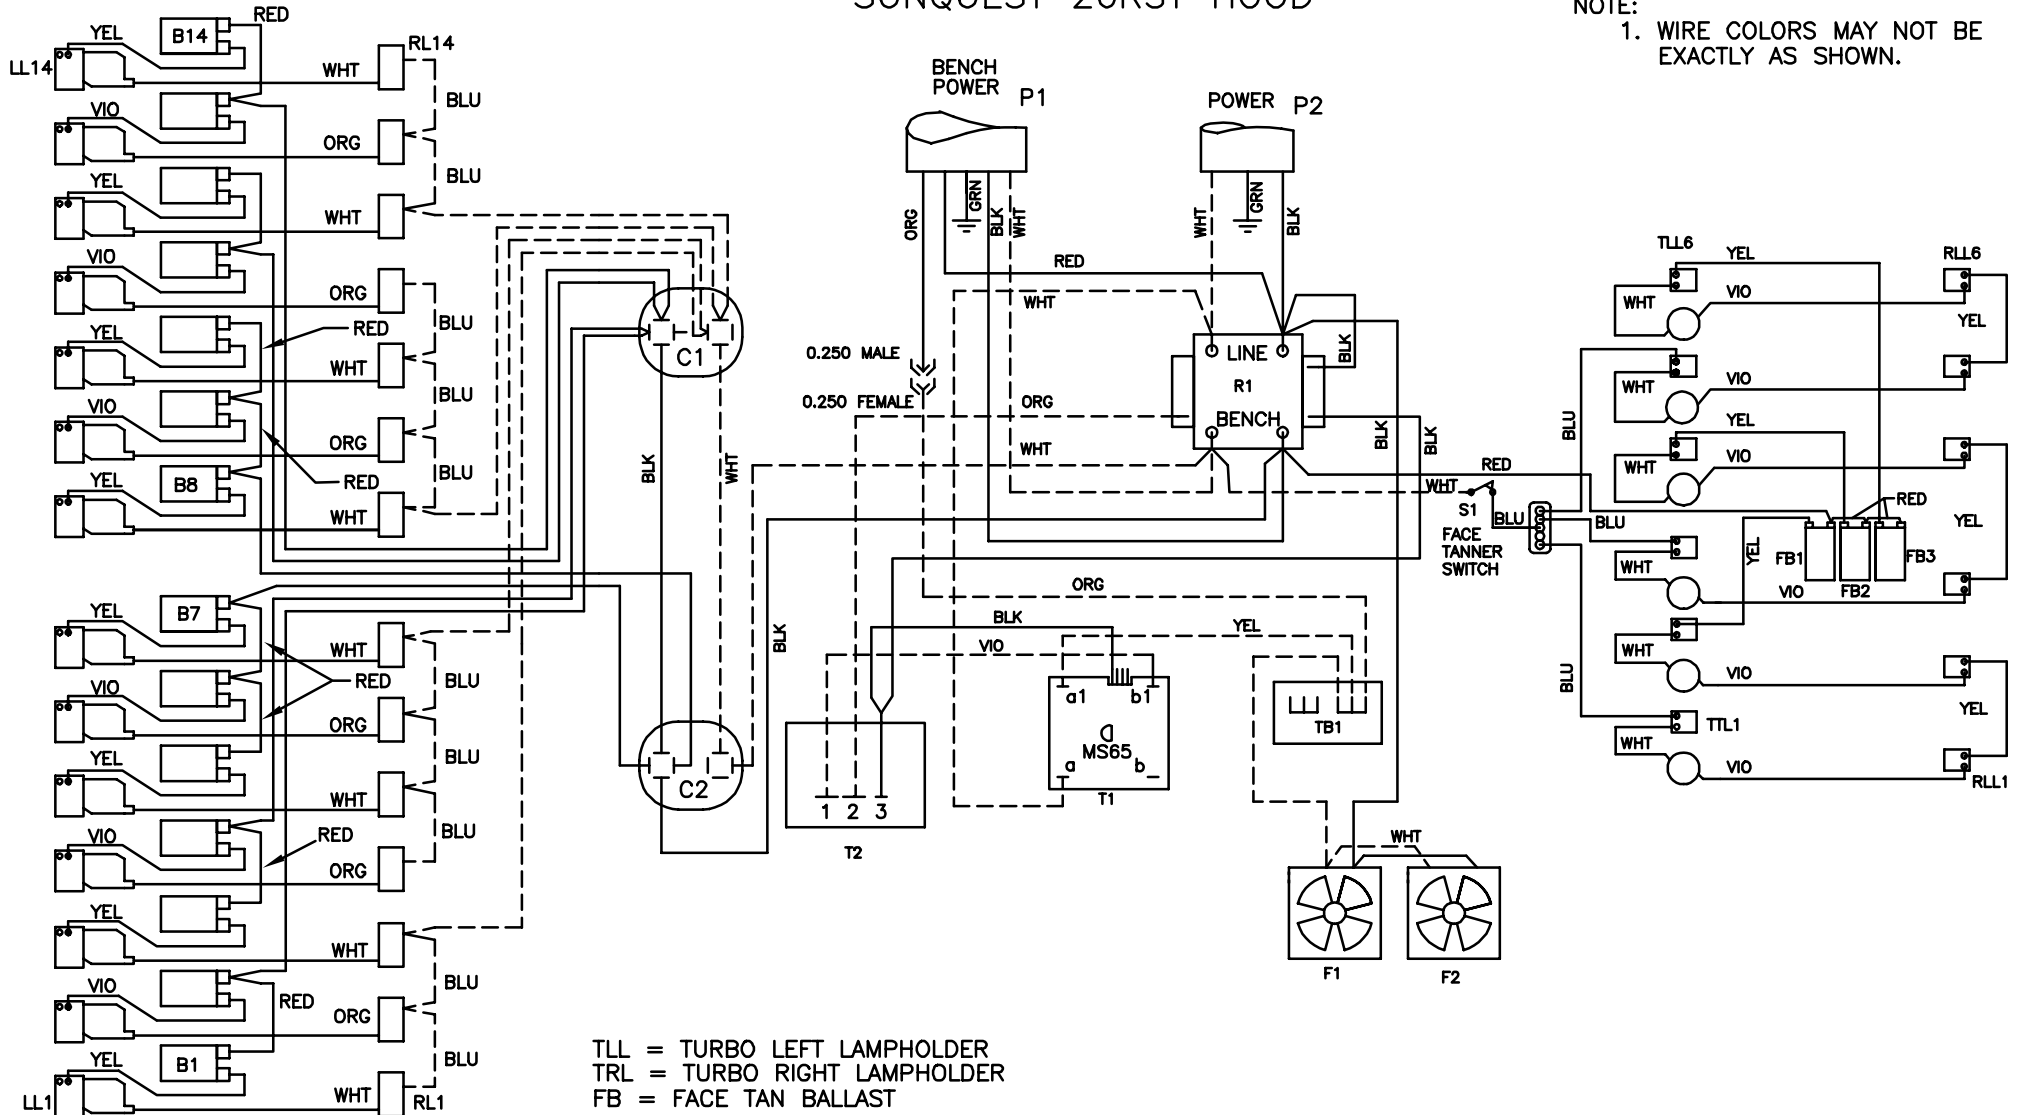 SUNQUEST 26RST HOOD
NOTE:
1. WIRE COLORS MAY NOT BE
EXACTLY AS SHOWN.
RED
YEL
B14
RL14
LL14
WHT
BLU
VIO
ORG
BLU
YEL
WHT
VIO
ORG
BLU
RED
YEL
WHT
BLU
VIO
ORG
BLU
B8
RED
YEL
WHT
B7
YEL
WHT
RED
BLU
VIO
ORG
YEL
BLU
WHT
VIO
RED
BLU
ORG
YEL
WHT
BLU
VIO
RED
ORG
BLU
YEL
B1
WHT
LL1
RL1
C1
BLK
WHT
BLK
C2
BENCH
POWER
P1
POWER
P2
ORG
GRN
BLK
WHT
WHT
GRN
BLK
RED
WHT
0.250 MALE
0.250 FEMALE
ORG
WHT
LINE
R1
BENCH
BLK
BLK
BLK
RED
WHT
S1
BLU
FACE
TANNER
SWITCH
ORG
BLK
YEL
VIO
a1
b1
MS65
a
b
T1
TB1
1 2 3
T2
WHT
F1
F2
TLL6
YEL
RLL6
WHT
VIO
YEL
WHT
VIO
BLU
YEL
WHT
VIO
RED
BLU
YEL
YEL
FB1
FB2
FB3
WHT
VIO
WHT
VIO
BLU
YEL
TTL1
WHT
VIO
RLL1
TLL = TURBO LEFT LAMPHOLDER
TRL = TURBO RIGHT LAMPHOLDER
FB = FACE TAN BALLAST